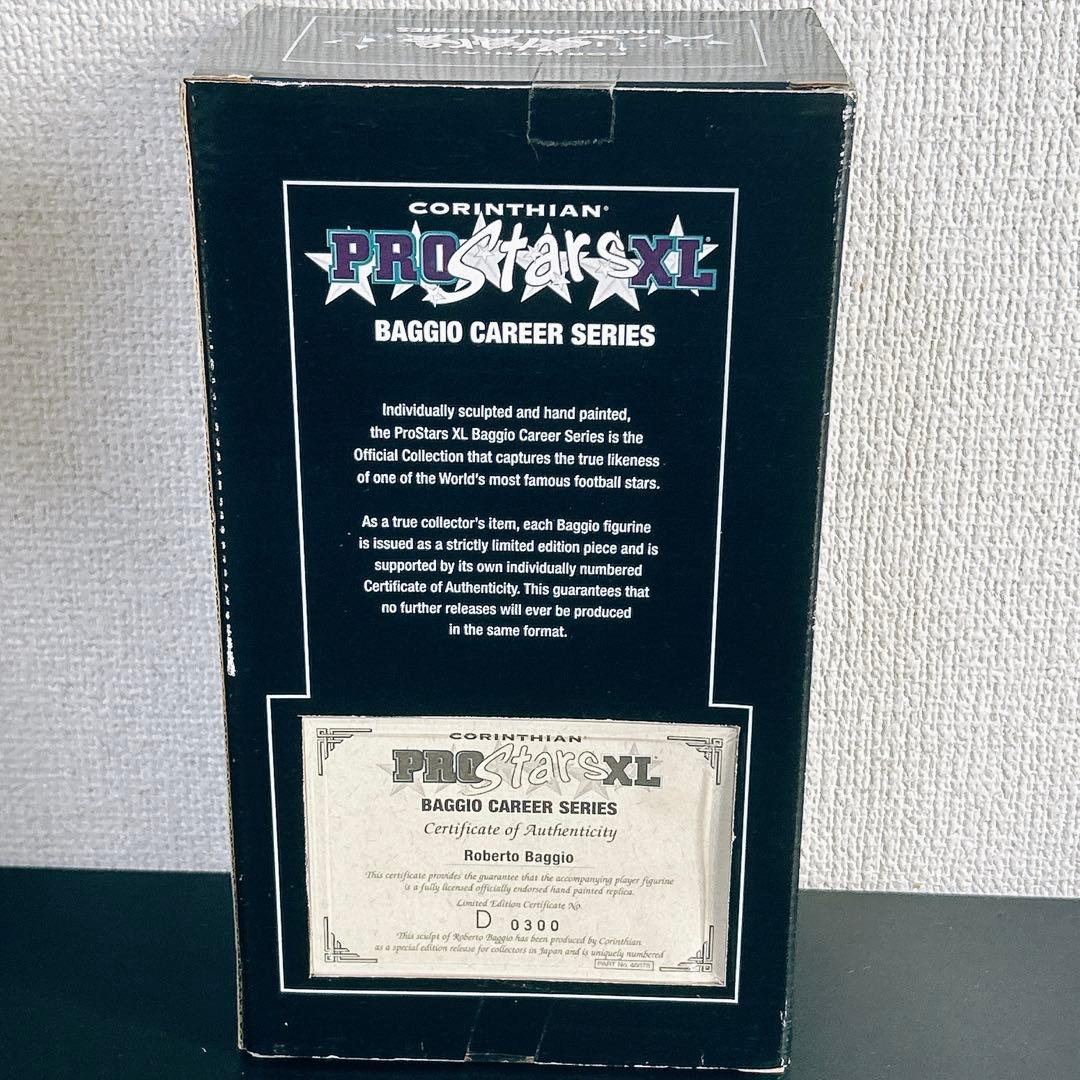 BAGGIO CAREER SERIES
CORINTHIAN®
PROStarsXL®
BAGGIO CAREER SERIES
Individually sculpted and hand painted,
the ProStars XL Baggio Career Series is the
Official Collection that captures the true likeness
of one of the World's most famous football stars.
As a true collector's item, each Baggio figurine
is issued as a strictly limited edition piece and is
supported by its own individually numbered
Certificate of Authenticity. This guarantees that
no further releases will ever be produced
in the same format.
CORINTHIAN®
PROStarsXL
BAGGIO CAREER SERIES
Certificate of Authenticity
Roberto Baggio
This certificate provides the guarantee that the accompanying player figurine
is a fully licensed officially endorsed hand painted replica.
Limited Edition Certificate No.
D 0300
This sculpt of Roberto Baggio has been produced by Corinthian
as a special edition release for collectors in Japan and is uniquely numbered
PART No.